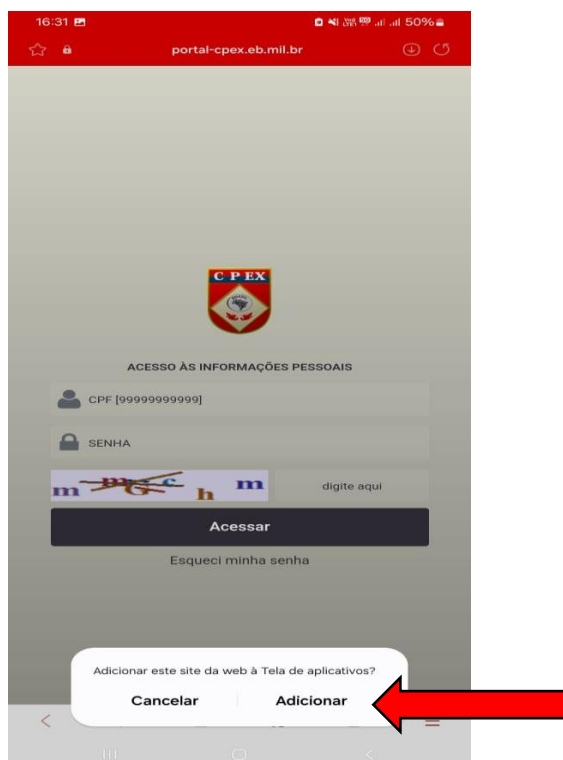 16:31 50%
portal-cpex.eb.mil.br
C P EX
ACESSO ÀS INFORMAÇÕES PESSOAIS
CPF [99999999999]
SENHA
m m G c h m digite aqui
Acessar
Esqueci minha senha
Adicionar este site da web à Tela de aplicativos?
Cancelar Adicionar